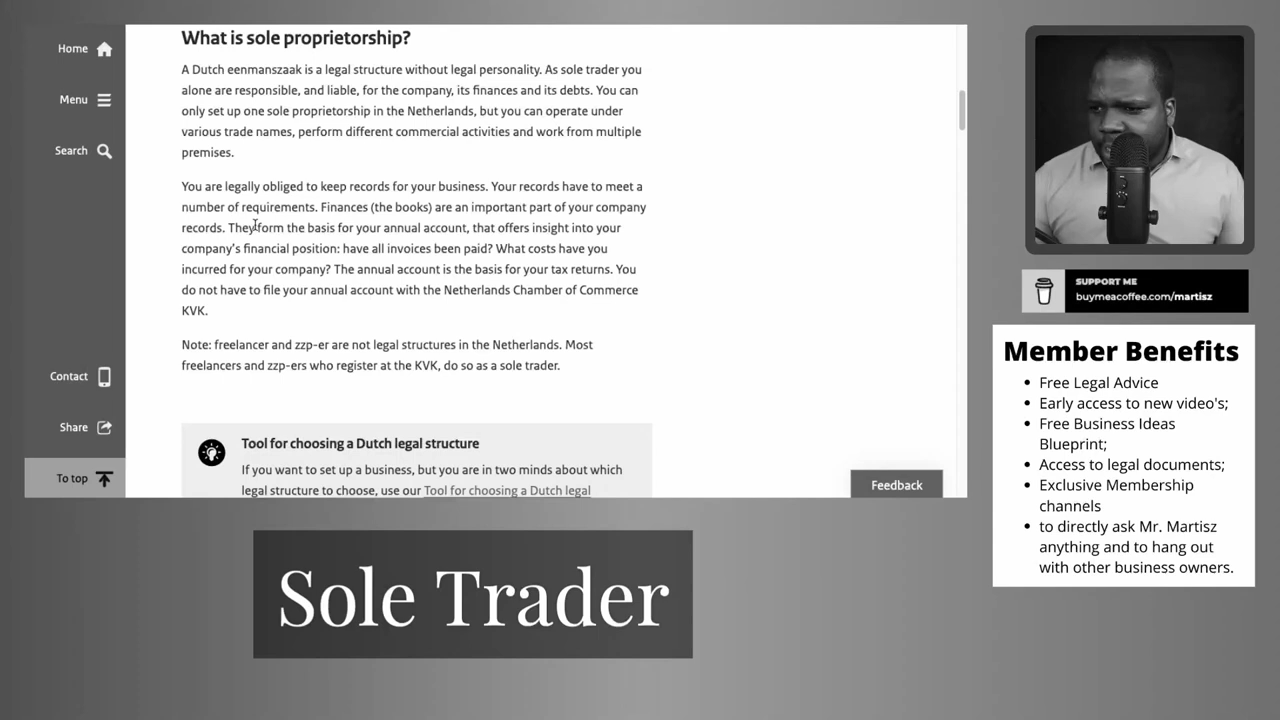 Home
Menu
Search
Contact
Share
To top
What is sole proprietorship?
A Dutch eenmanszaak is a legal structure without legal personality. As sole trader you
alone are responsible, and liable, for the company, its finances and its debts. You can
only set up one sole proprietorship in the Netherlands, but you can operate under
various trade names, perform different commercial activities and work from multiple
premises.
You are legally obliged to keep records for your business. Your records have to meet a
number of requirements. Finances (the books) are an important part of your company
records. They form the basis for your annual account, that offers insight into your
company's financial position: have all invoices been paid? What costs have you
incurred for your company? The annual account is the basis for your tax returns. You
do not have to file your annual account with the Netherlands Chamber of Commerce
KVK.
Note: freelancer and zzp-er are not legal structures in the Netherlands. Most
freelancers and zzp-ers who register at the KVK, do so as a sole trader.
Tool for choosing a Dutch legal structure
If you want to set up a business, but you are in two minds about which
legal structure to choose, use our Tool for choosing a Dutch legal
Feedback
Sole Trader
SUPPORT ME
buymeacoffee.com/martisz
Member Benefits
• Free Legal Advice
• Early access to new video's;
• Free Business Ideas
Blueprint;
• Access to legal documents;
• Exclusive Membership
channels
• to directly ask Mr. Martisz
anything and to hang out
with other business owners.